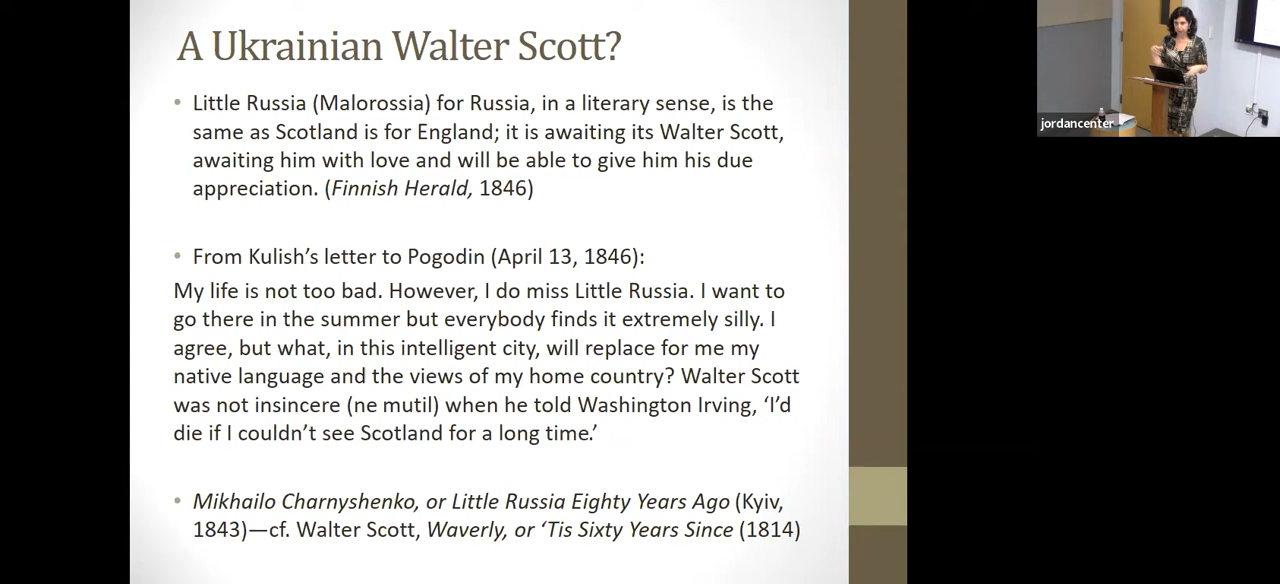 A Ukrainian Walter Scott?
• Little Russia (Malorossia) for Russia, in a literary sense, is the
same as Scotland is for England; it is awaiting its Walter Scott,
awaiting him with love and will be able to give him his due
appreciation. (Finnish Herald, 1846)
• From Kulish’s letter to Pogodin (April 13, 1846):
My life is not too bad. However, I do miss Little Russia. I want to
go there in the summer but everybody finds it extremely silly. I
agree, but what, in this intelligent city, will replace for me my
native language and the views of my home country? Walter Scott
was not insincere (ne mutil) when he told Washington Irving, ‘I’d
die if I couldn’t see Scotland for a long time.’
• Mikhailo Charnyshenko, or Little Russia Eighty Years Ago (Kyiv,
1843)—cf. Walter Scott, Waverly, or ‘Tis Sixty Years Since (1814)
jordancenter